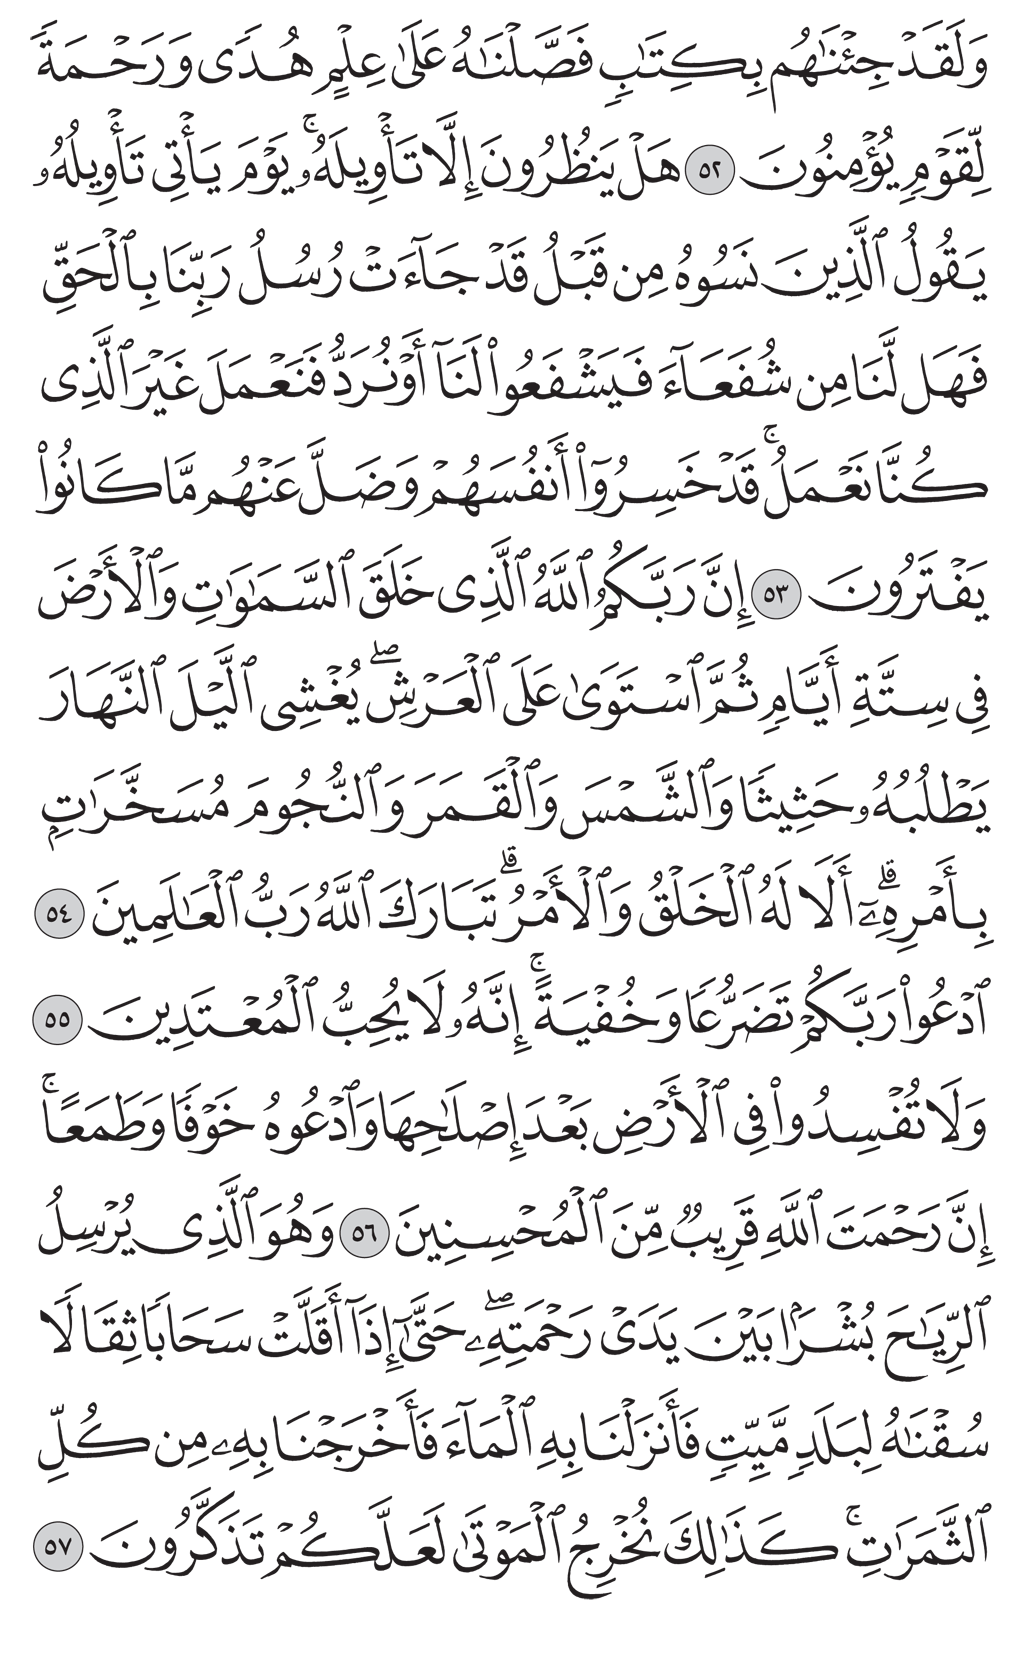 وَلَقَدۡ جِئۡنَٰهُم بِكِتَٰبٖ فَصَّلۡنَٰهُ عَلَىٰ عِلۡمٍ هُدٗى وَرَحۡمَةٗ
لِّقَوۡمٖ يُؤۡمِنُونَ ٥٢ هَلۡ يَنظُرُونَ إِلَّا تَأۡوِيلَهُۥۚ يَوۡمَ يَأۡتِي تَأۡوِيلُهُۥ
يَقُولُ ٱلَّذِينَ نَسُوهُ مِن قَبۡلُ قَدۡ جَآءَتۡ رُسُلُ رَبِّنَا بِٱلۡحَقِّ
فَهَل لَّنَا مِن شُفَعَآءَ فَيَشۡفَعُواْ لَنَآ أَوۡ نُرَدُّ فَنَعۡمَلَ غَيۡرَ ٱلَّذِي
كُنَّا نَعۡمَلُۚ قَدۡ خَسِرُوٓاْ أَنفُسَهُمۡ وَضَلَّ عَنۡهُم مَّا كَانُواْ
يَفۡتَرُونَ ٥٣ إِنَّ رَبَّكُمُ ٱللَّهُ ٱلَّذِي خَلَقَ ٱلسَّمَٰوَٰتِ وَٱلۡأَرۡضَ
فِي سِتَّةِ أَيَّامٖ ثُمَّ ٱسۡتَوَىٰ عَلَى ٱلۡعَرۡشِۖ يُغۡشِي ٱلَّيۡلَ ٱلنَّهَارَ
يَطۡلُبُهُۥ حَثِيثٗا وَٱلشَّمۡسَ وَٱلۡقَمَرَ وَٱلنُّجُومَ مُسَخَّرَٰتِۭ
بِأَمۡرِهِۦٓۗ أَلَا لَهُ ٱلۡخَلۡقُ وَٱلۡأَمۡرُۗ تَبَارَكَ ٱللَّهُ رَبُّ ٱلۡعَٰلَمِينَ ٥٤
ٱدۡعُواْ رَبَّكُمۡ تَضَرُّعٗا وَخُفۡيَةًۚ إِنَّهُۥ لَا يُحِبُّ ٱلۡمُعۡتَدِينَ ٥٥
وَلَا تُفۡسِدُواْ فِي ٱلۡأَرۡضِ بَعۡدَ إِصۡلَٰحِهَا وَٱدۡعُوهُ خَوۡفٗا وَطَمَعًاۚ
إِنَّ رَحۡمَتَ ٱللَّهِ قَرِيبٞ مِّنَ ٱلۡمُحۡسِنِينَ ٥٦ وَهُوَ ٱلَّذِي يُرۡسِلُ
ٱلرِّيَٰحَ بُشۡرَۢا بَيۡنَ يَدَيۡ رَحۡمَتِهِۦۖ حَتَّىٰٓ إِذَآ أَقَلَّتۡ سَحَابٗا ثِقَالٗا
سُقۡنَٰهُ لِبَلَدٖ مَّيِّتٖ فَأَنزَلۡنَا بِهِ ٱلۡمَآءَ فَأَخۡرَجۡنَا بِهِۦ مِن كُلِّ
ٱلثَّمَرَٰتِۚ كَذَٰلِكَ نُخۡرِجُ ٱلۡمَوۡتَىٰ لَعَلَّكُمۡ تَذَكَّرُونَ ٥٧